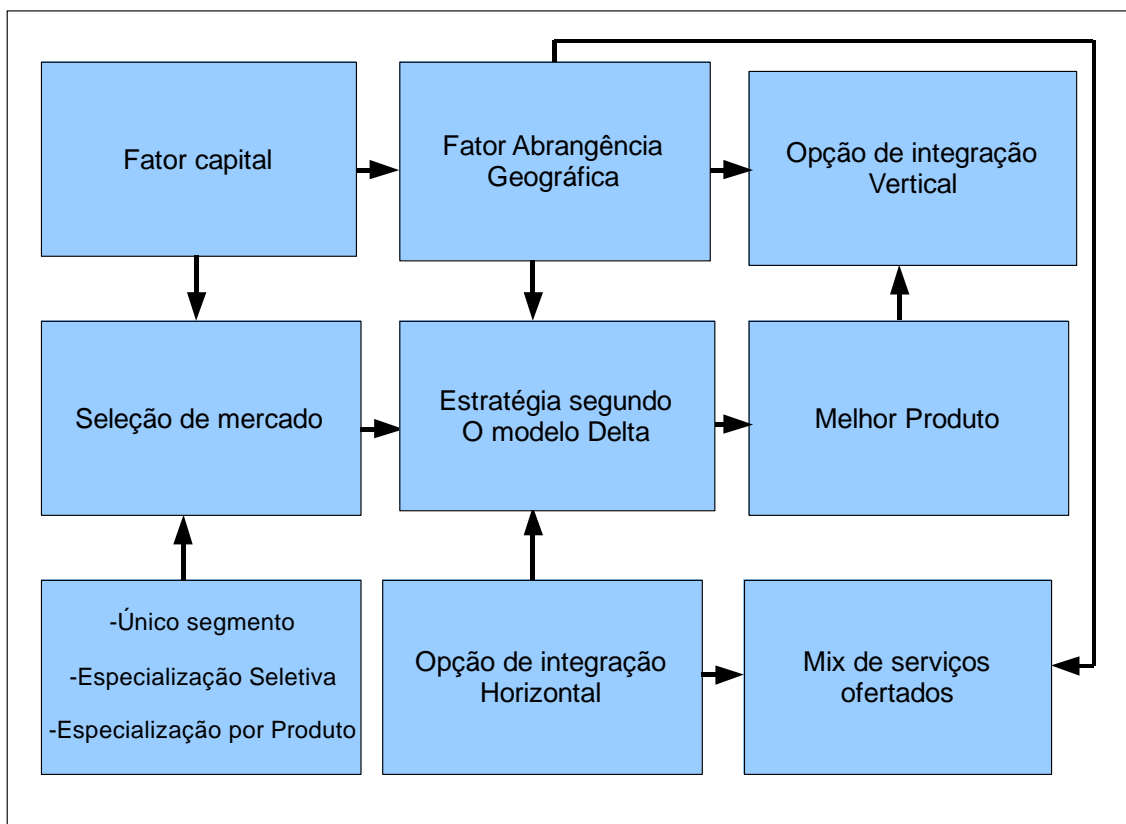 Fator capital
Fator Abrangência
Geográfica
Opção de integração
Vertical
Seleção de mercado
Estratégia segundo
O modelo Delta
Melhor Produto
-Único segmento
-Especialização Seletiva
-Especialização por Produto
Opção de integração
Horizontal
Mix de serviços
ofertados